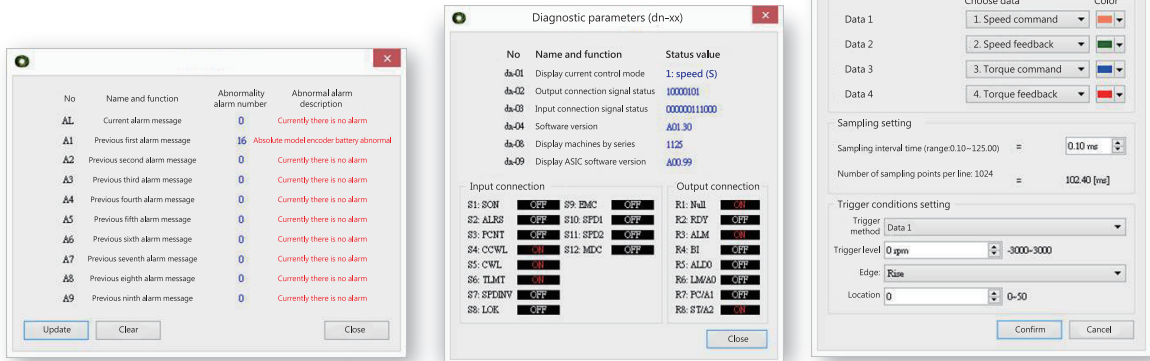 No Name and function Abnormality alarm number Abnormal alarm description
AL Current alarm message 0 Currently there is no alarm
A1 Previous first alarm message 16 Absolute model encoder battery abnormal
A2 Previous second alarm message 0 Currently there is no alarm
A3 Previous third alarm message 0 Currently there is no alarm
A4 Previous fourth alarm message 0 Currently there is no alarm
A5 Previous fifth alarm message 0 Currently there is no alarm
A6 Previous sixth alarm message 0 Currently there is no alarm
A7 Previous seventh alarm message 0 Currently there is no alarm
A8 Previous eighth alarm message 0 Currently there is no alarm
A9 Previous ninth alarm message 0 Currently there is no alarm
Update Clear Close
Diagnostic parameters (dn-xx)
No Name and function Status value
dn-01 Display current control mode 1: speed (S)
dn-02 Output connection signal status 10000101
dn-03 Input connection signal status 000000111000
dn-04 Software version A01.30
dn-08 Display machines by series 1125
dn-09 Display ASIC software version A00.99
Input connection
S1: SON OFF S9: EMC OFF
S2: ALRS OFF S10: SPD1 OFF
S3: PCNT OFF S11: SPD2 OFF
S4: CCWL ON S12: MDC OFF
S5: CWL ON
S6: TLMT ON
S7: SPDINV OFF
S8: LOK OFF
Output connection
R1: Null ON
R2: RDY OFF
R3: ALM ON
R4: BI OFF
R5: ALD0 OFF
R6: LM/A0 OFF
R7: PC/A1 OFF
R8: ST/A2 ON
Close
Choose data Color
Data 1 1. Speed command
Data 2 2. Speed feedback
Data 3 3. Torque command
Data 4 4. Torque feedback
Sampling setting
Sampling interval time (range:0.10~125.00) = 0.10 ms
Number of sampling points per line: 1024 = 102.40 [ms]
Trigger conditions setting
Trigger method Data 1
Trigger level 0 rpm -3000~3000
Edge: Rise
Location 0 0~50
Confirm Cancel